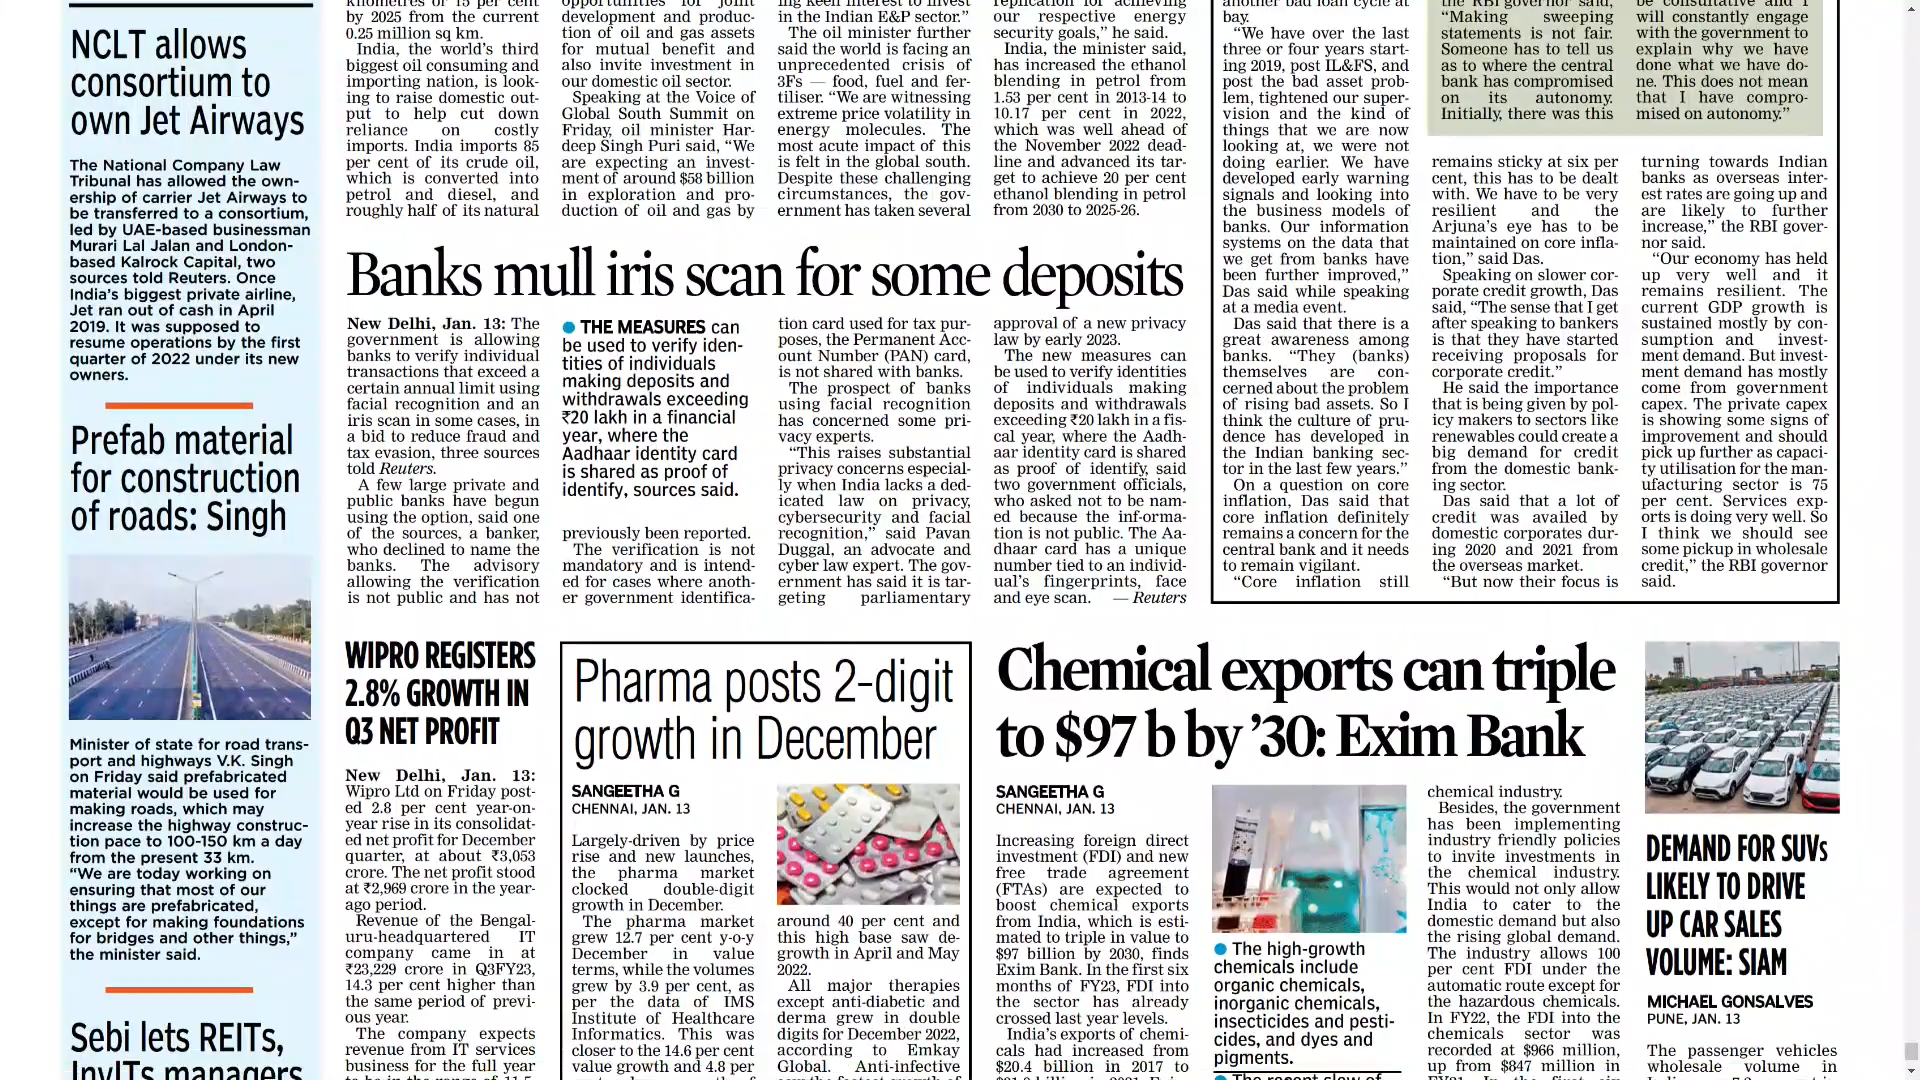 NCLT allows
consortium to
own Jet Airways
The National Company Law
Tribunal has allowed the own-
ership of carrier Jet Airways to
be transferred to a consortium,
led by UAE-based businessman
Murari Lal Jalan and London-
based Kalrock Capital, two
sources told Reuters. Once
India's biggest private airline,
Jet ran out of cash in April
2019. It was supposed to
resume operations by the first
quarter of 2022 under its new
owners.
Prefab material
for construction
of roads: Singh
Minister of state for road trans-
port and highways V.K. Singh
on Friday said prefabricated
material would be used for
making roads, which may
increase the highway construc-
tion pace to 100-150 km a day
from the present 33 km.
“We are today working on
ensuring that most of our
things are prefabricated,
except for making foundations
for bridges and other things,”
the minister said.
Sebi lets REITs,
InvITs managers
kilometres or 15 per cent
by 2025 from the current
0.25 million sq km.
India, the world's third
biggest oil consuming and
importing nation, is look-
ing to raise domestic out-
put to help cut down
reliance on costly
imports. India imports 85
per cent of its crude oil,
which is converted into
petrol and diesel, and
roughly half of its natural
opportunities for joint
development and produc-
tion of oil and gas assets
for mutual benefit and
also invite investment in
our domestic oil sector.
Speaking at the Voice of
Global South Summit on
Friday, oil minister Har-
deep Singh Puri said, “We
are expecting an invest-
ment of around $58 billion
in exploration and pro-
duction of oil and gas by
ing keen interest to invest
in the Indian E&P sector.”
The oil minister further
said the world is facing an
unprecedented crisis of
3Fs — food, fuel and fer-
tiliser. “We are witnessing
extreme price volatility in
energy molecules. The
most acute impact of this
is felt in the global south.
Despite these challenging
circumstances, the gov-
ernment has taken several
replication for achieving
our respective energy
security goals,” he said.
India, the minister said,
has increased the ethanol
blending in petrol from
1.53 per cent in 2013-14 to
10.17 per cent in 2022,
which was well ahead of
the November 2022 dead-
line and advanced its tar-
get to achieve 20 per cent
ethanol blending in petrol
from 2030 to 2025-26.
Banks mull iris scan for some deposits
New Delhi, Jan. 13: The
government is allowing
banks to verify individual
transactions that exceed a
certain annual limit using
facial recognition and an
iris scan in some cases, in
a bid to reduce fraud and
tax evasion, three sources
told Reuters.
A few large private and
public banks have begun
using the option, said one
of the sources, a banker,
who declined to name the
banks. The advisory
allowing the verification
is not public and has not
● THE MEASURES can
be used to verify iden-
tities of individuals
making deposits and
withdrawals exceeding
₹20 lakh in a financial
year, where the
Aadhaar identity card
is shared as proof of
identify, sources said.
previously been reported.
The verification is not
mandatory and is intend-
ed for cases where anoth-
er government identifica-
tion card used for tax pur-
poses, the Permanent Acc-
ount Number (PAN) card,
is not shared with banks.
The prospect of banks
using facial recognition
has concerned some pri-
vacy experts.
“This raises substantial
privacy concerns especial-
ly when India lacks a ded-
icated law on privacy,
cybersecurity and facial
recognition,” said Pavan
Duggal, an advocate and
cyber law expert. The gov-
ernment has said it is tar-
geting parliamentary
approval of a new privacy
law by early 2023.
The new measures can
be used to verify identities
of individuals making
deposits and withdrawals
exceeding ₹20 lakh in a fis-
cal year, where the Aadh-
aar identity card is shared
as proof of identify, said
two government officials,
who asked not to be nam-
ed because the inf-orma-
tion is not public. The Aa-
dhaar card has a unique
number tied to an individ-
ual's fingerprints, face
and eye scan. — Reuters
another bad loan cycle at
bay.
“We have over the last
three or four years start-
ing 2019, post IL&FS, and
post the bad asset prob-
lem, tightened our super-
vision and the kind of
things that we are now
looking at, we were not
doing earlier. We have
developed early warning
signals and looking into
the business models of
banks. Our information
systems on the data that
we get from banks have
been further improved,”
Das said while speaking
at a media event.
Das said that there is a
great awareness among
banks. “They (banks)
themselves are con-
cerned about the problem
of rising bad assets. So I
think the culture of pru-
dence has developed in
the Indian banking sec-
tor in the last few years.”
On a question on core
inflation, Das said that
core inflation definitely
remains a concern for the
central bank and it needs
to remain vigilant.
“Core inflation still
the RBI governor said,
“Making sweeping
statements is not fair.
Someone has to tell us
as to where the central
bank has compromised
on its autonomy.
Initially, there was this
be consultative and I
will constantly engage
with the government to
explain why we have
done what we have do-
ne. This does not mean
that I have compro-
mised on autonomy.”
remains sticky at six per
cent, this has to be dealt
with. We have to be very
resilient and the
Arjuna's eye has to be
maintained on core infla-
tion,” said Das.
Speaking on slower cor-
porate credit growth, Das
said, “The sense that I get
after speaking to bankers
is that they have started
receiving proposals for
corporate credit.”
He said the importance
that is being given by pol-
icy makers to sectors like
renewables could create a
big demand for credit
from the domestic bank-
ing sector.
Das said that a lot of
credit was availed by
domestic corporates dur-
ing 2020 and 2021 from
the overseas market.
“But now their focus is
turning towards Indian
banks as overseas inter-
est rates are going up and
are likely to further
increase,” the RBI gover-
nor said.
“Our economy has held
up very well and it
remains resilient. The
current GDP growth is
sustained mostly by con-
sumption and invest-
ment demand. But invest-
ment demand has mostly
come from government
capex. The private capex
is showing some signs of
improvement and should
pick up further as capaci-
ty utilisation for the man-
ufacturing sector is 75
per cent. Services exp-
orts is doing very well. So
I think we should see
some pickup in wholesale
credit,” the RBI governor
said.
WIPRO REGISTERS
2.8% GROWTH IN
Q3 NET PROFIT
New Delhi, Jan. 13:
Wipro Ltd on Friday post-
ed 2.8 per cent year-on-
year rise in its consolidat-
ed net profit for December
quarter, at about ₹3,053
crore. The net profit stood
at ₹2,969 crore in the year-
ago period.
Revenue of the Bengal-
uru-headquartered IT
company came in at
₹23,229 crore in Q3FY23,
14.3 per cent higher than
the same period of previ-
ous year.
The company expects
revenue from IT services
business for the full year
Pharma posts 2-digit
growth in December
SANGEETHA G
CHENNAI, JAN. 13
Largely-driven by price
rise and new launches,
the pharma market
clocked double-digit
growth in December.
The pharma market
grew 12.7 per cent y-o-y
December in value
terms, while the volumes
grew by 3.9 per cent, as
per the data of IMS
Institute of Healthcare
Informatics. This was
closer to the 14.6 per cent
value growth and 4.8 per
around 40 per cent and
this high base saw de-
growth in April and May
2022.
All major therapies
except anti-diabetic and
derma grew in double
digits for December 2022,
according to Emkay
Global. Anti-infective
Chemical exports can triple
to $97 b by ’30: Exim Bank
SANGEETHA G
CHENNAI, JAN. 13
Increasing foreign direct
investment (FDI) and new
free trade agreement
(FTAs) are expected to
boost chemical exports
from India, which is esti-
mated to triple in value to
$97 billion by 2030, finds
Exim Bank. In the first six
months of FY23, FDI into
the sector has already
crossed last year levels.
India's exports of chemi-
cals had increased from
$20.4 billion in 2017 to
● The high-growth
chemicals include
organic chemicals,
inorganic chemicals,
insecticides and pesti-
cides, and dyes and
pigments.
● The recent slew of
chemical industry.
Besides, the government
has been implementing
industry friendly policies
to invite investments in
the chemical industry.
This would not only allow
India to cater to the
domestic demand but also
the rising global demand.
The industry allows 100
per cent FDI under the
automatic route except for
the hazardous chemicals.
In FY22, the FDI into the
chemicals sector was
recorded at $966 million,
up from $847 million in
DEMAND FOR SUVs
LIKELY TO DRIVE
UP CAR SALES
VOLUME: SIAM
MICHAEL GONSALVES
PUNE, JAN. 13
The passenger vehicles
wholesale volume in